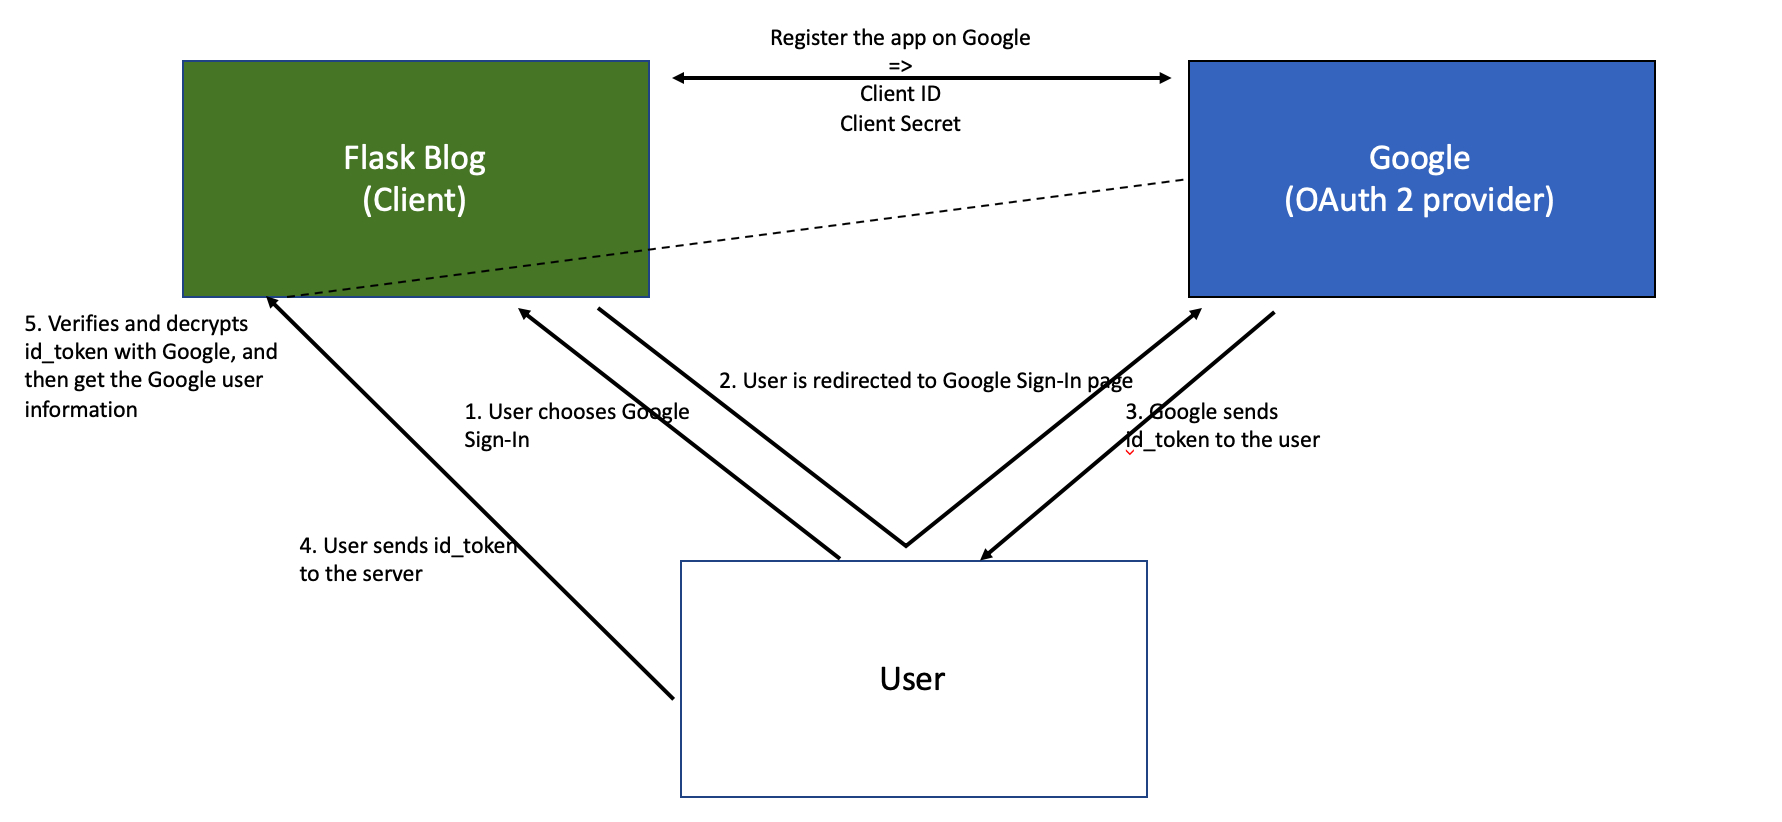 Register the app on Google
=>
Client ID
Client Secret
Flask Blog
(Client)
Google
(OAuth 2 provider)
5. Verifies and decrypts
id_token with Google, and
then get the Google user
information
2. User is redirected to Google Sign-In page
1. User chooses Google
Sign-In
3. Google sends
id_token to the user
4. User sends id_token
to the server
User